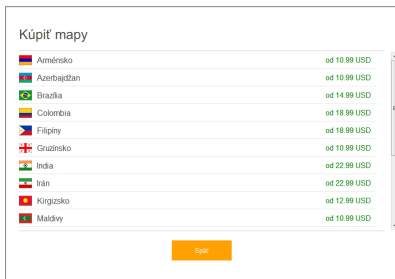 Kúpiť mapy
Arménsko od 10.99 USD
Azerbajdžan od 10.99 USD
Brazília od 14.99 USD
Colombia od 18.99 USD
Filipíny od 18.99 USD
Gruzínsko od 10.99 USD
India od 22.99 USD
Irán od 22.99 USD
Kirgizsko od 12.99 USD
Maldivy od 10.99 USD
Späť